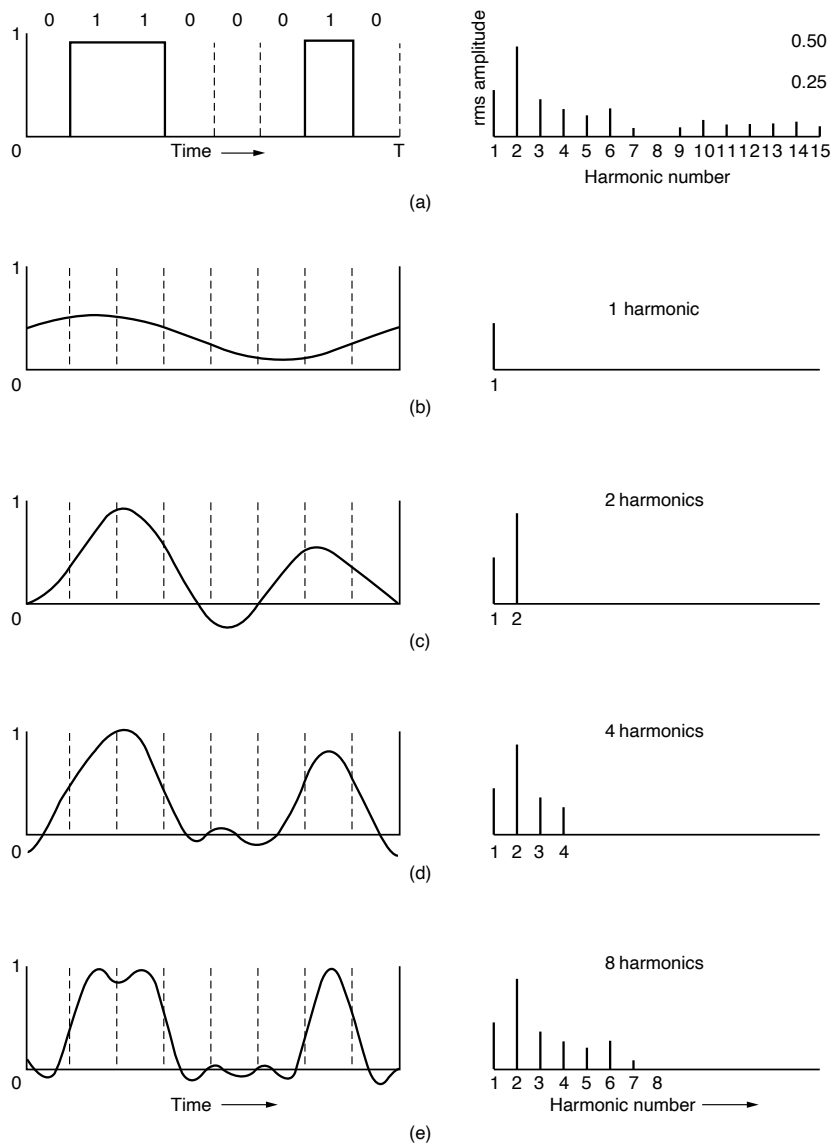 0 1 1 0 0 0 1 0
1
0
Time
T
rms amplitude
0.50
0.25
1 2 3 4 5 6 7 8 9 10 11 12 13 14 15
Harmonic number
(a)
1
0
1 harmonic
1
(b)
1
0
2 harmonics
1 2
(c)
1
0
4 harmonics
1 2 3 4
(d)
1
0
Time
8 harmonics
1 2 3 4 5 6 7 8
Harmonic number
(e)